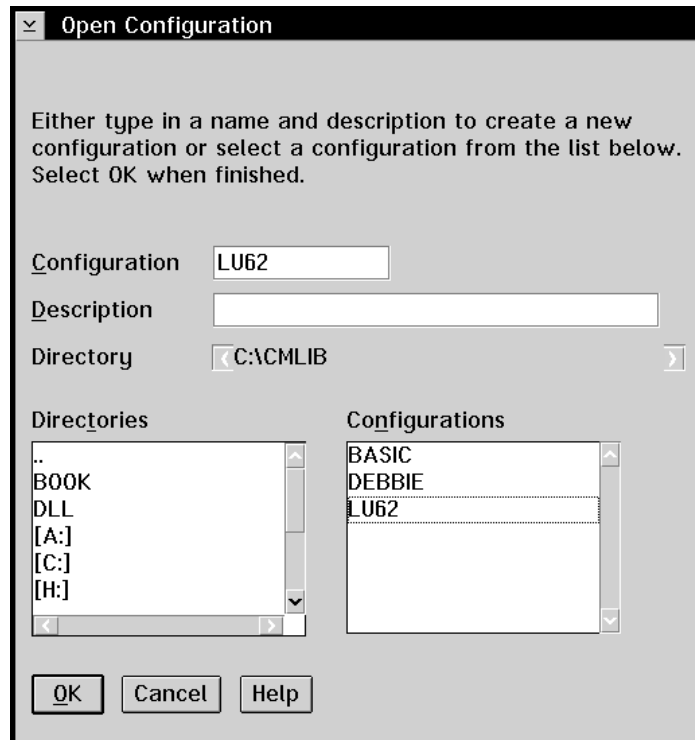 Open Configuration
Either type in a name and description to create a new
configuration or select a configuration from the list below.
Select OK when finished.
Configuration LU62
Description
Directory C:\CMLIB
Directories
..
BOOK
DLL
[A:]
[C:]
[H:]
Configurations
BASIC
DEBBIE
LU62
OK Cancel Help